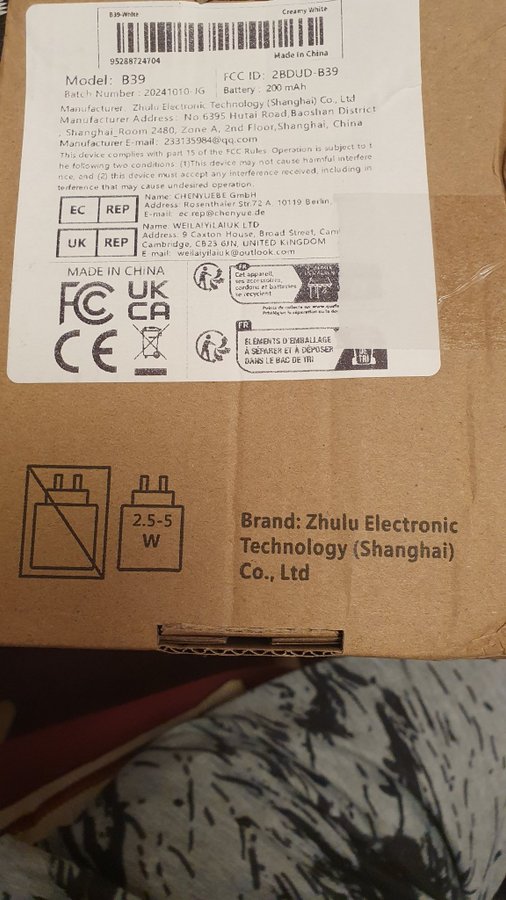 B39-White
Creamy White
95288724704
Made in China
Model: B39
FCC ID: 2BDUD-B39
Batch Number: 20241010-JG
Battery: 200 mAh
Manufacturer: Zhulu Electronic Technology (Shanghai) Co., Ltd
Manufacturer Address: No.6395 Hutai Road,Baoshan District
, Shanghai_Room 2480, Zone A, 2nd Floor,Shanghai, China
Manufacturer E-mail: 233135984@qq.com
This device complies with part 15 of the FCC Rules. Operation is subject to t
he following two conditions: (1)This device may not cause harmful interfere
nce, and (2) this device must accept any interference received, including in
terference that may cause undesired operation.
EC REP
Name: CHENYUEBE GmbH
Address: Rosenthaler Str.72 A, 10119 Berlin,
E-mail: ec.rep@chenyue.de
UK REP
Name: WEILAIYILAIUK LTD
Address: 9 Caxton House, Broad Street, Cam
Cambridge, CB23 6JN, UNITED KINGDOM
E-mail: weilaiyilaiuk@outlook.com
MADE IN CHINA
FC
UK
CA
CE
FR
Cet appareil,
ses accessoires,
cordons et batteries
se recyclent
FR
ÉLÉMENTS D'EMBALLAGE
À SÉPARER ET À DÉPOSER
DANS LE BAC DE TRI
2.5-5
W
Brand: Zhulu Electronic
Technology (Shanghai)
Co., Ltd